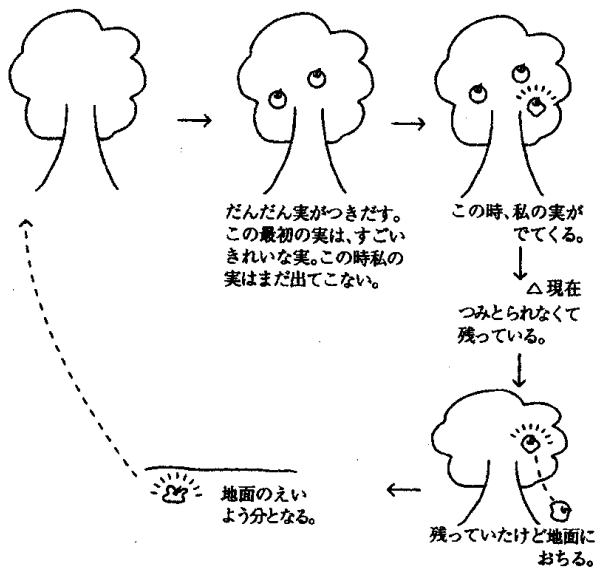 だんだん実がつきだす。
この最初の実は、すごい
きれいな実。この時私の
実はまだ出てこない。
この時、私の実が
でてくる。
△現在
つみとられなくて
残っている。
残っていたけど地面に
おちる。
地面のえい
よう分となる。